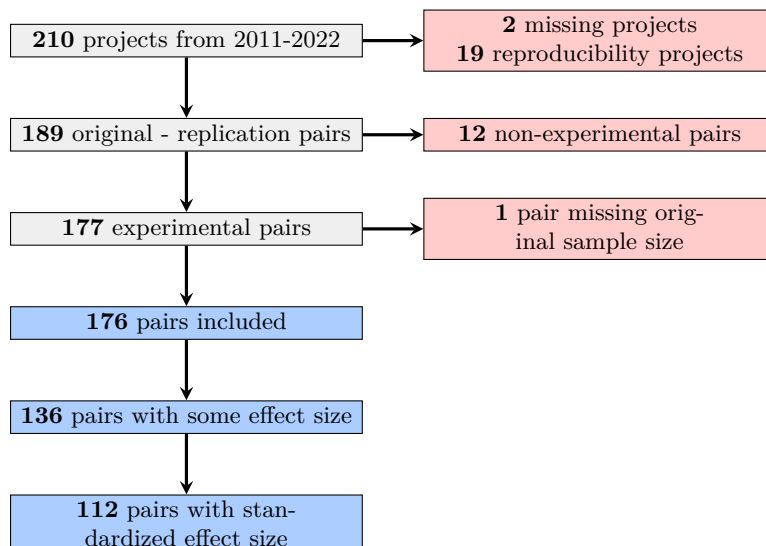 210 projects from 2011-2022
2 missing projects
19 reproducibility projects
189 original - replication pairs
12 non-experimental pairs
177 experimental pairs
1 pair missing orig-
inal sample size
176 pairs included
136 pairs with some effect size
112 pairs with stan-
dardized effect size